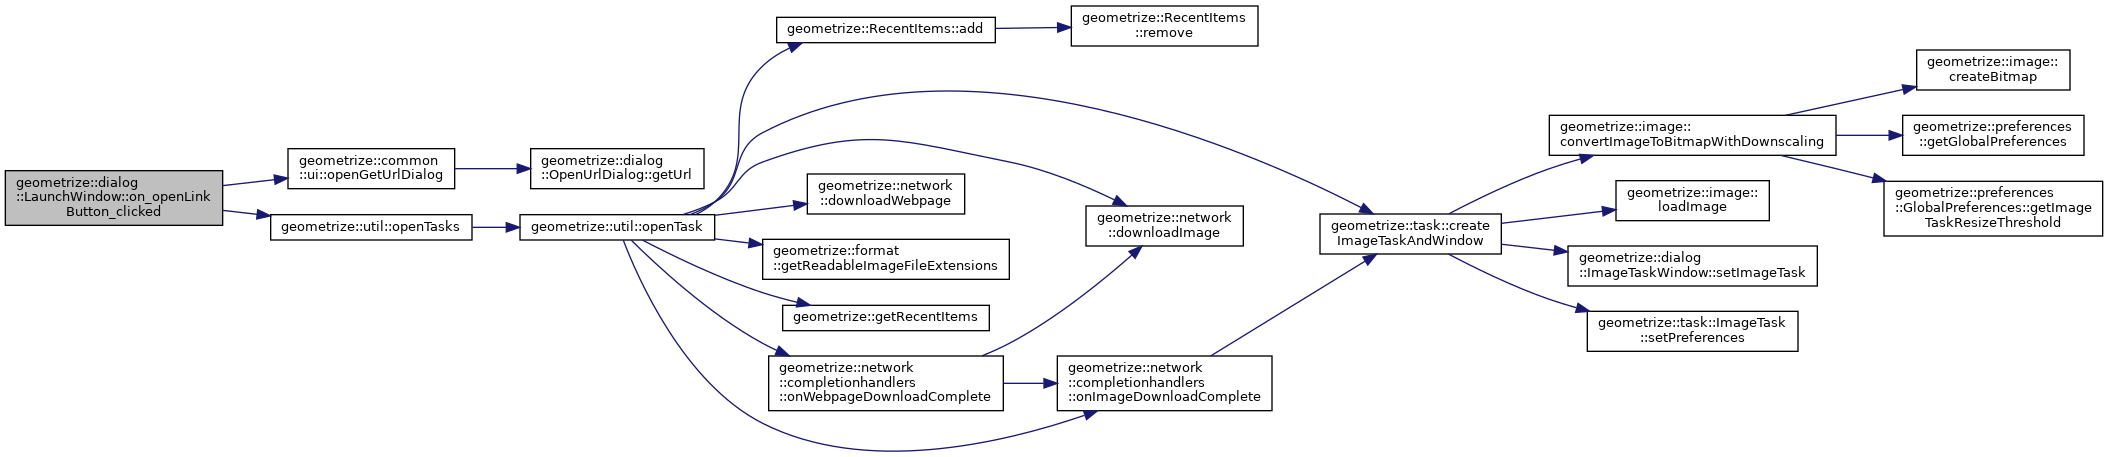 geometrize::dialog
::LaunchWindow::on_openLink
Button_clicked
geometrize::common
::ui::openGetUrlDialog
geometrize::dialog
::OpenUrlDialog::getUrl
geometrize::util::openTasks
geometrize::util::openTask
geometrize::RecentItems::add
geometrize::RecentItems
::remove
geometrize::network
::downloadWebpage
geometrize::format
::getReadableImageFileExtensions
geometrize::getRecentItems
geometrize::network
::completionhandlers
::onWebpageDownloadComplete
geometrize::network
::downloadImage
geometrize::network
::completionhandlers
::onImageDownloadComplete
geometrize::task::create
ImageTaskAndWindow
geometrize::image::
convertImageToBitmapWithDownscaling
geometrize::image::
loadImage
geometrize::dialog
::ImageTaskWindow::setImageTask
geometrize::task::ImageTask
::setPreferences
geometrize::image::
createBitmap
geometrize::preferences
::getGlobalPreferences
geometrize::preferences
::GlobalPreferences::getImage
TaskResizeThreshold